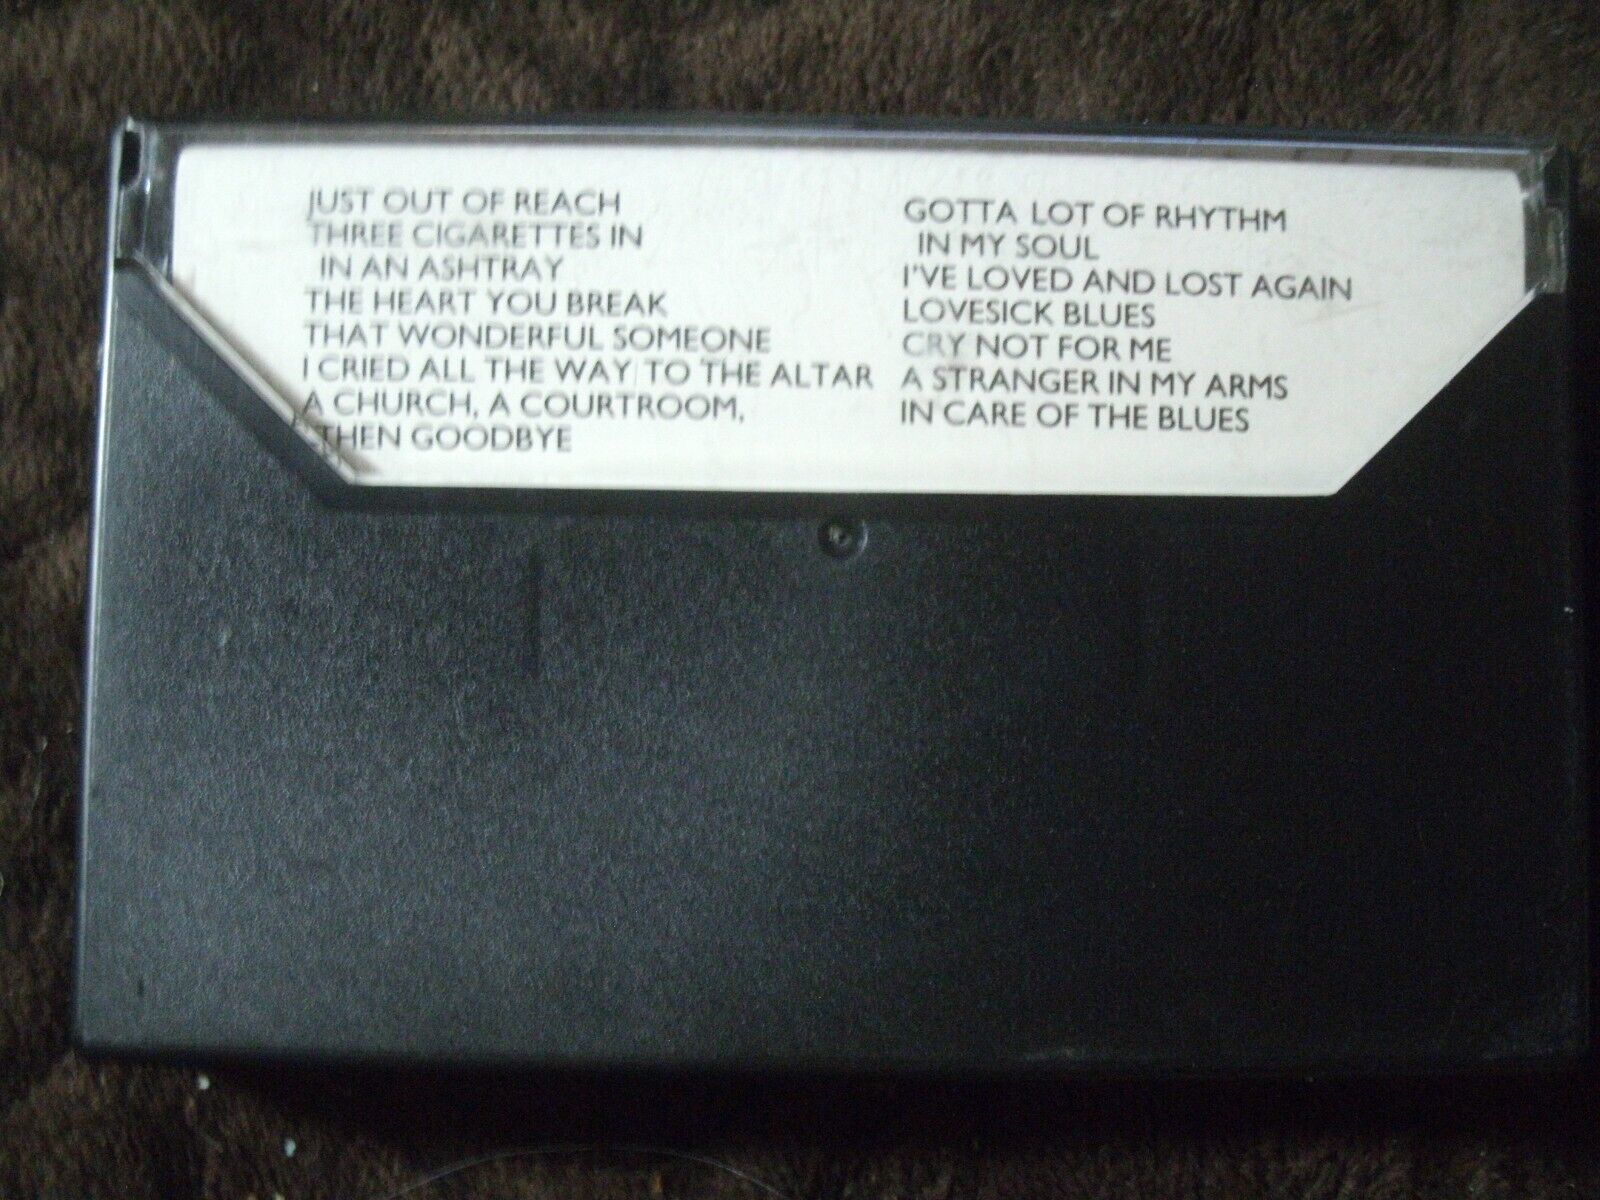 JUST OUT OF REACH
THREE CIGARETTES IN
IN AN ASHTRAY
THE HEART YOU BREAK
THAT WONDERFUL SOMEONE
I CRIED ALL THE WAY TO THE ALTAR
A CHURCH, A COURTROOM,
THEN GOODBYE
GOTTA LOT OF RHYTHM
IN MY SOUL
I'VE LOVED AND LOST AGAIN
LOVESICK BLUES
CRY NOT FOR ME
A STRANGER IN MY ARMS
IN CARE OF THE BLUES